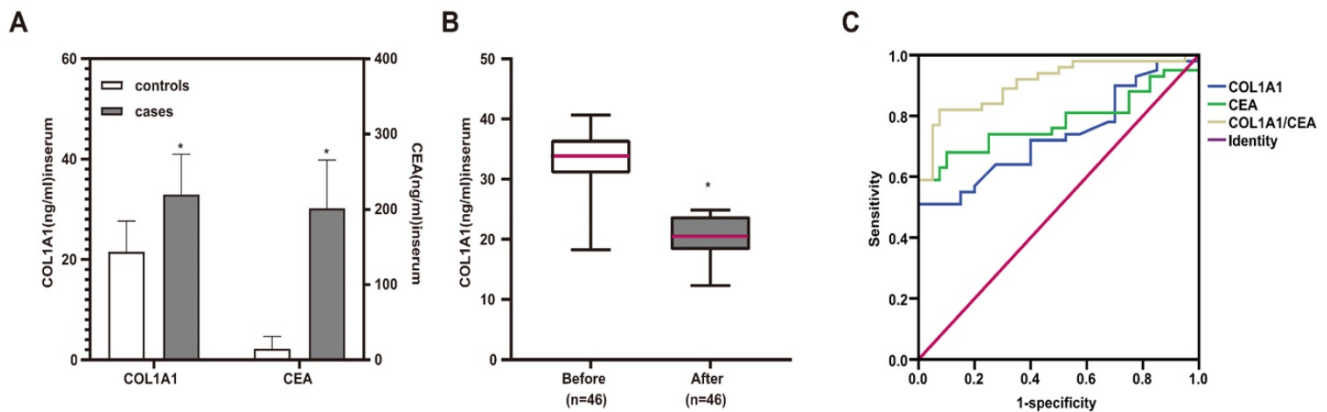 A
COL1A1(ng/ml)inserum
60
40
20
0
controls
cases
*
*
COL1A1
CEA
400
300
200
100
0
CEA(ng/ml)inserum
B
COL1A1(ng/ml)inserum
50
40
30
20
10
0
*
Before
(n=46)
After
(n=46)
C
Sensitivity
1.0
0.8
0.6
0.4
0.2
0.0
0.0
0.2
0.4
0.6
0.8
1.0
1-specificity
COL1A1
CEA
COL1A1/CEA
Identity